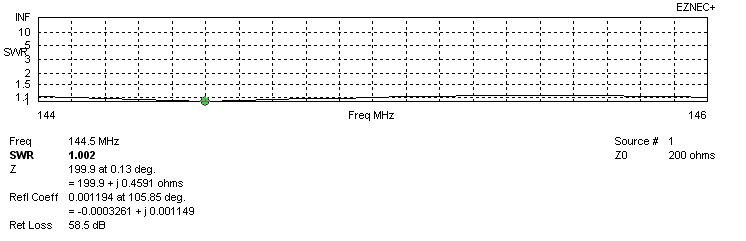 EZNEC+
INF
10
5
SWR
3
2
1.5
1.1
144 Freq MHz 146
Freq 144.5 MHz Source # 1
SWR 1.002 Z0 200 ohms
Z 199.9 at 0.13 deg.
= 199.9 + j 0.4591 ohms
Refl Coeff 0.001194 at 105.85 deg.
= -0.0003261 + j 0.001149
Ret Loss 58.5 dB